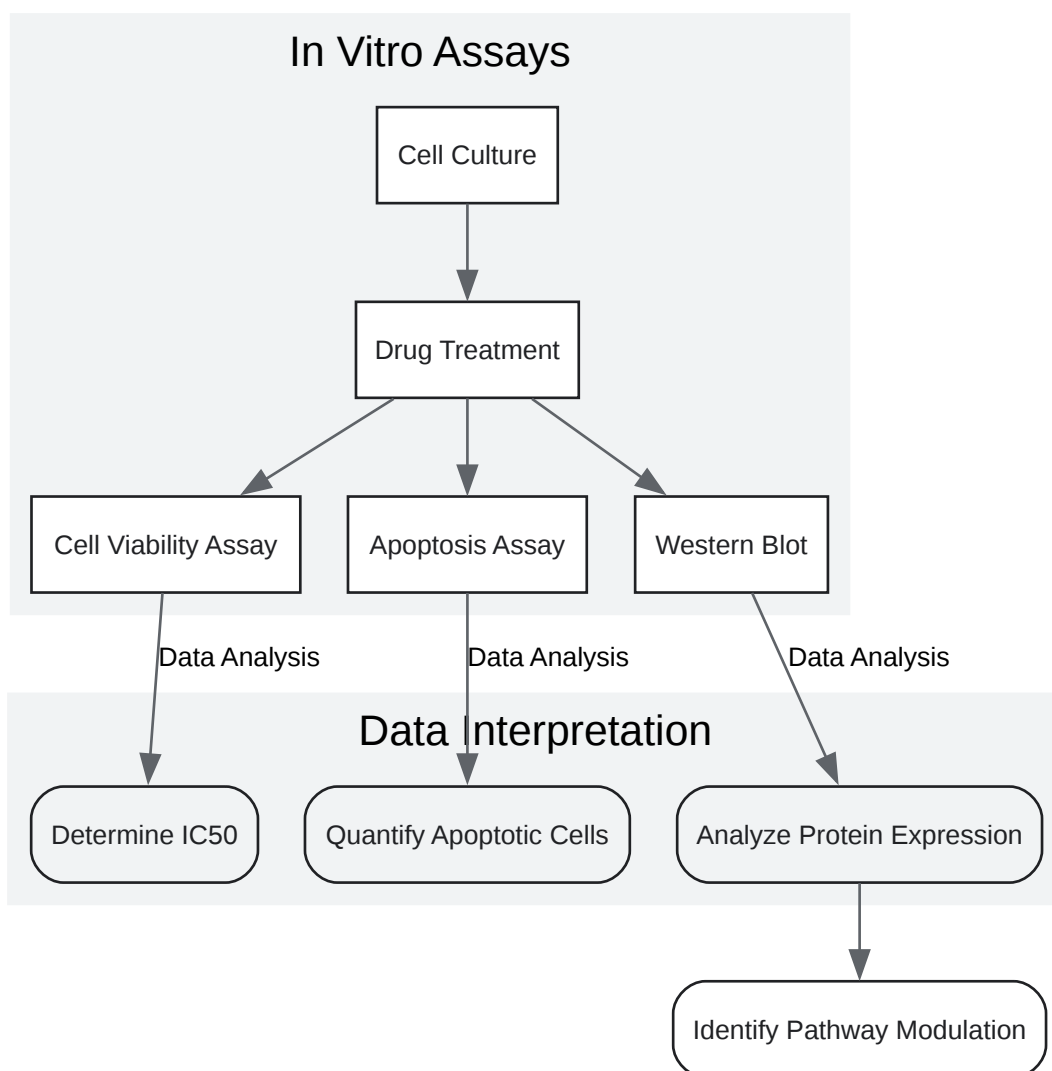 In Vitro Assays
Cell Culture
Drug Treatment
Cell Viability Assay
Apoptosis Assay
Western Blot
Data Analysis
Data Analysis
Data Analysis
Data Interpretation
Determine IC50
Quantify Apoptotic Cells
Analyze Protein Expression
Identify Pathway Modulation